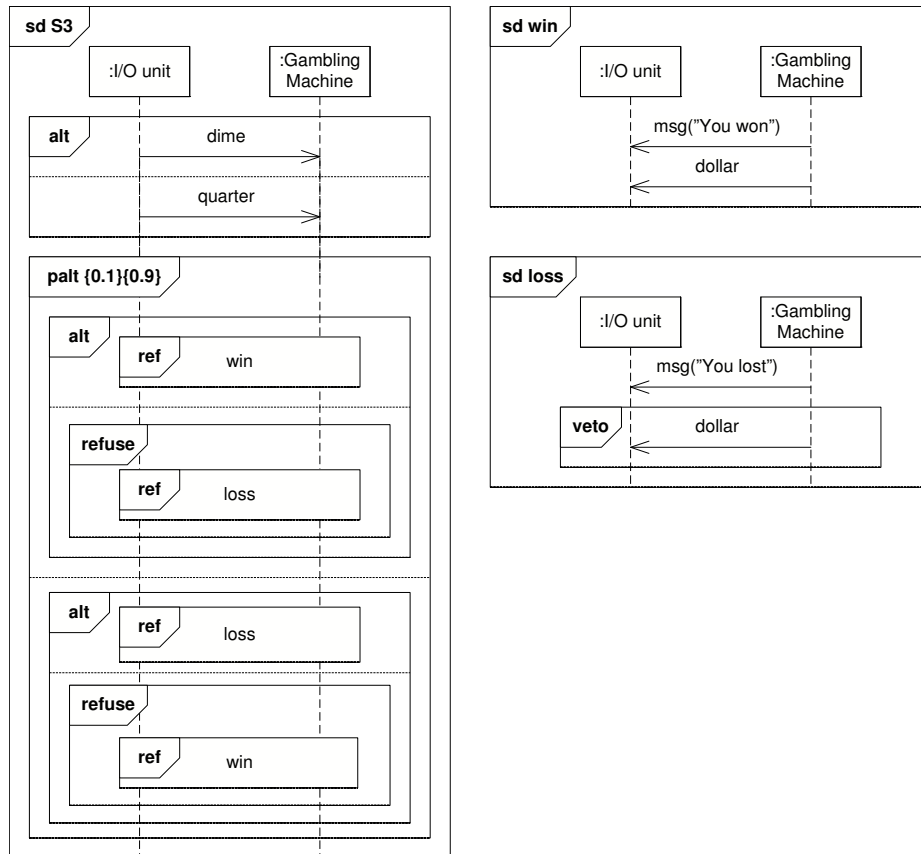 sd S3
:I/O unit
:Gambling
Machine
alt
dime
quarter
palt {0.1}{0.9}
alt
ref
win
refuse
ref
loss
alt
ref
loss
refuse
ref
win
sd win
:I/O unit
:Gambling
Machine
msg("You won")
dollar
sd loss
:I/O unit
:Gambling
Machine
msg("You lost")
veto
dollar